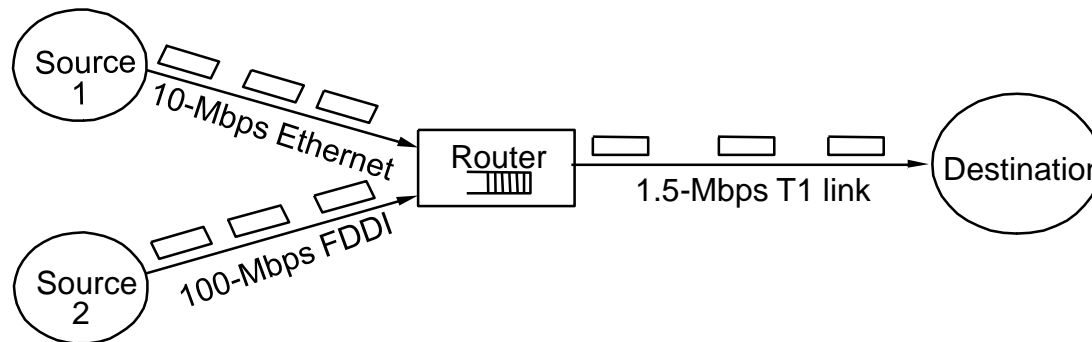 Source
1
10-Mbps Ethernet
Router
1.5-Mbps T1 link
Destination
100-Mbps FDDI
Source
2